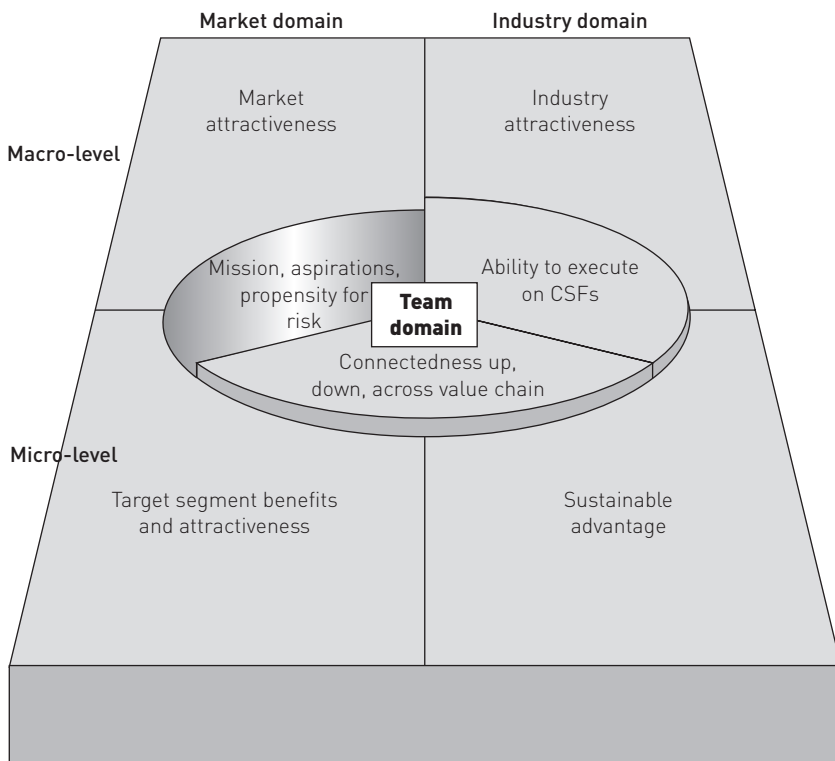 Market domain
Industry domain
Market
attractiveness
Industry
attractiveness
Macro-level
Mission, aspirations,
propensity for
risk
Ability to execute
on CSFs
Team
domain
Connectedness up,
down, across value chain
Micro-level
Target segment benefits
and attractiveness
Sustainable
advantage